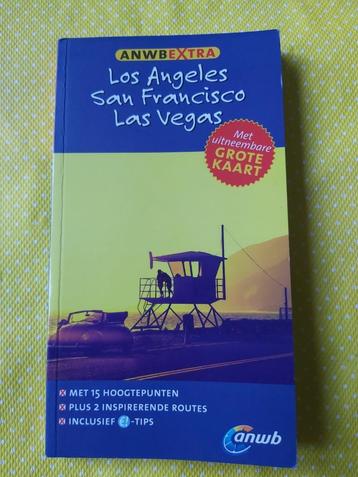 ANWBEXTRA
Los Angeles
San Francisco
Las Vegas
Met
uitneembare
GROTE
KAART
MET 15 HOOGTEPUNTEN
PLUS 2 INSPIRERENDE ROUTES
INCLUSIEF -TIPS
anwb